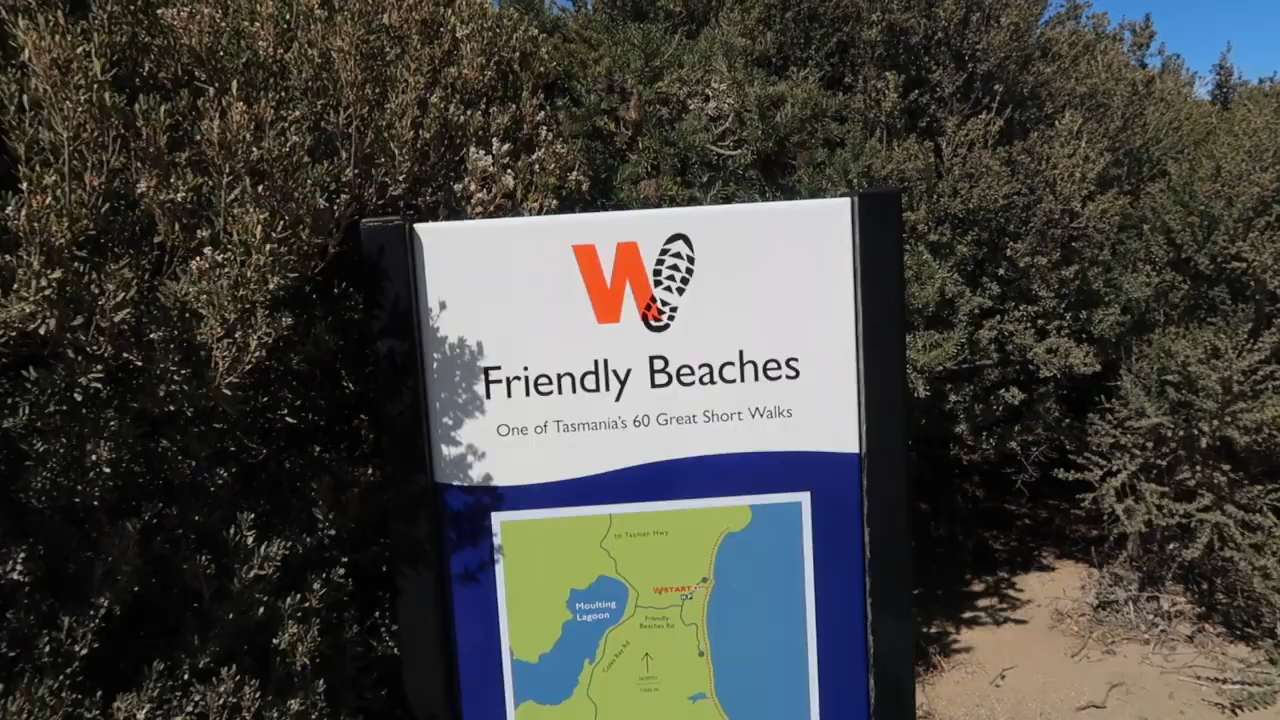 W
Friendly Beaches
One of Tasmania's 60 Great Short Walks
to Tasman Hwy
START
Moulting
Lagoon
Friendly
Beaches Rd
Coles Bay Rd
NORTH